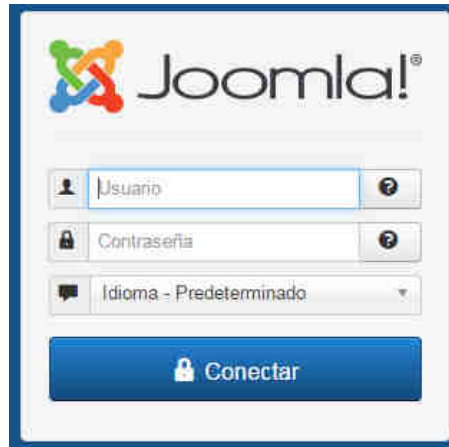 Joomla!®
Usuario
Contraseña
Idioma - Predeterminado
Conectar